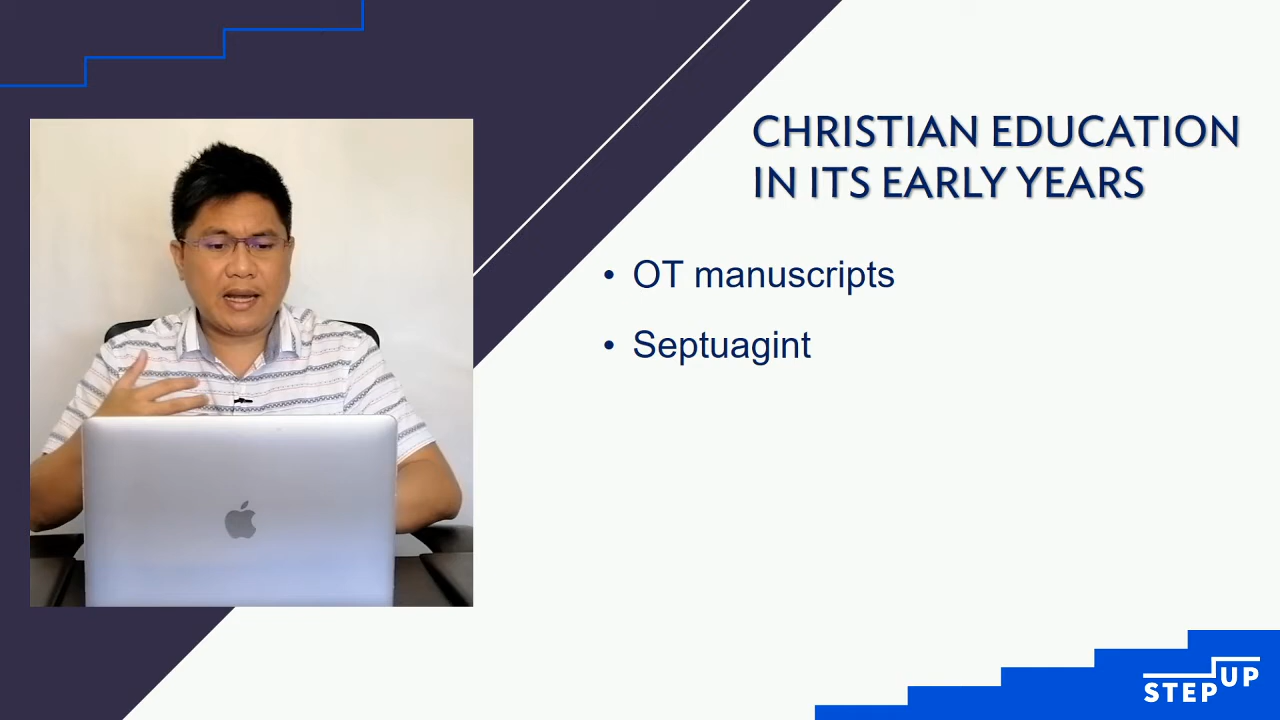 CHRISTIAN EDUCATION
IN ITS EARLY YEARS
• OT manuscripts
• Septuagint
STEP UP